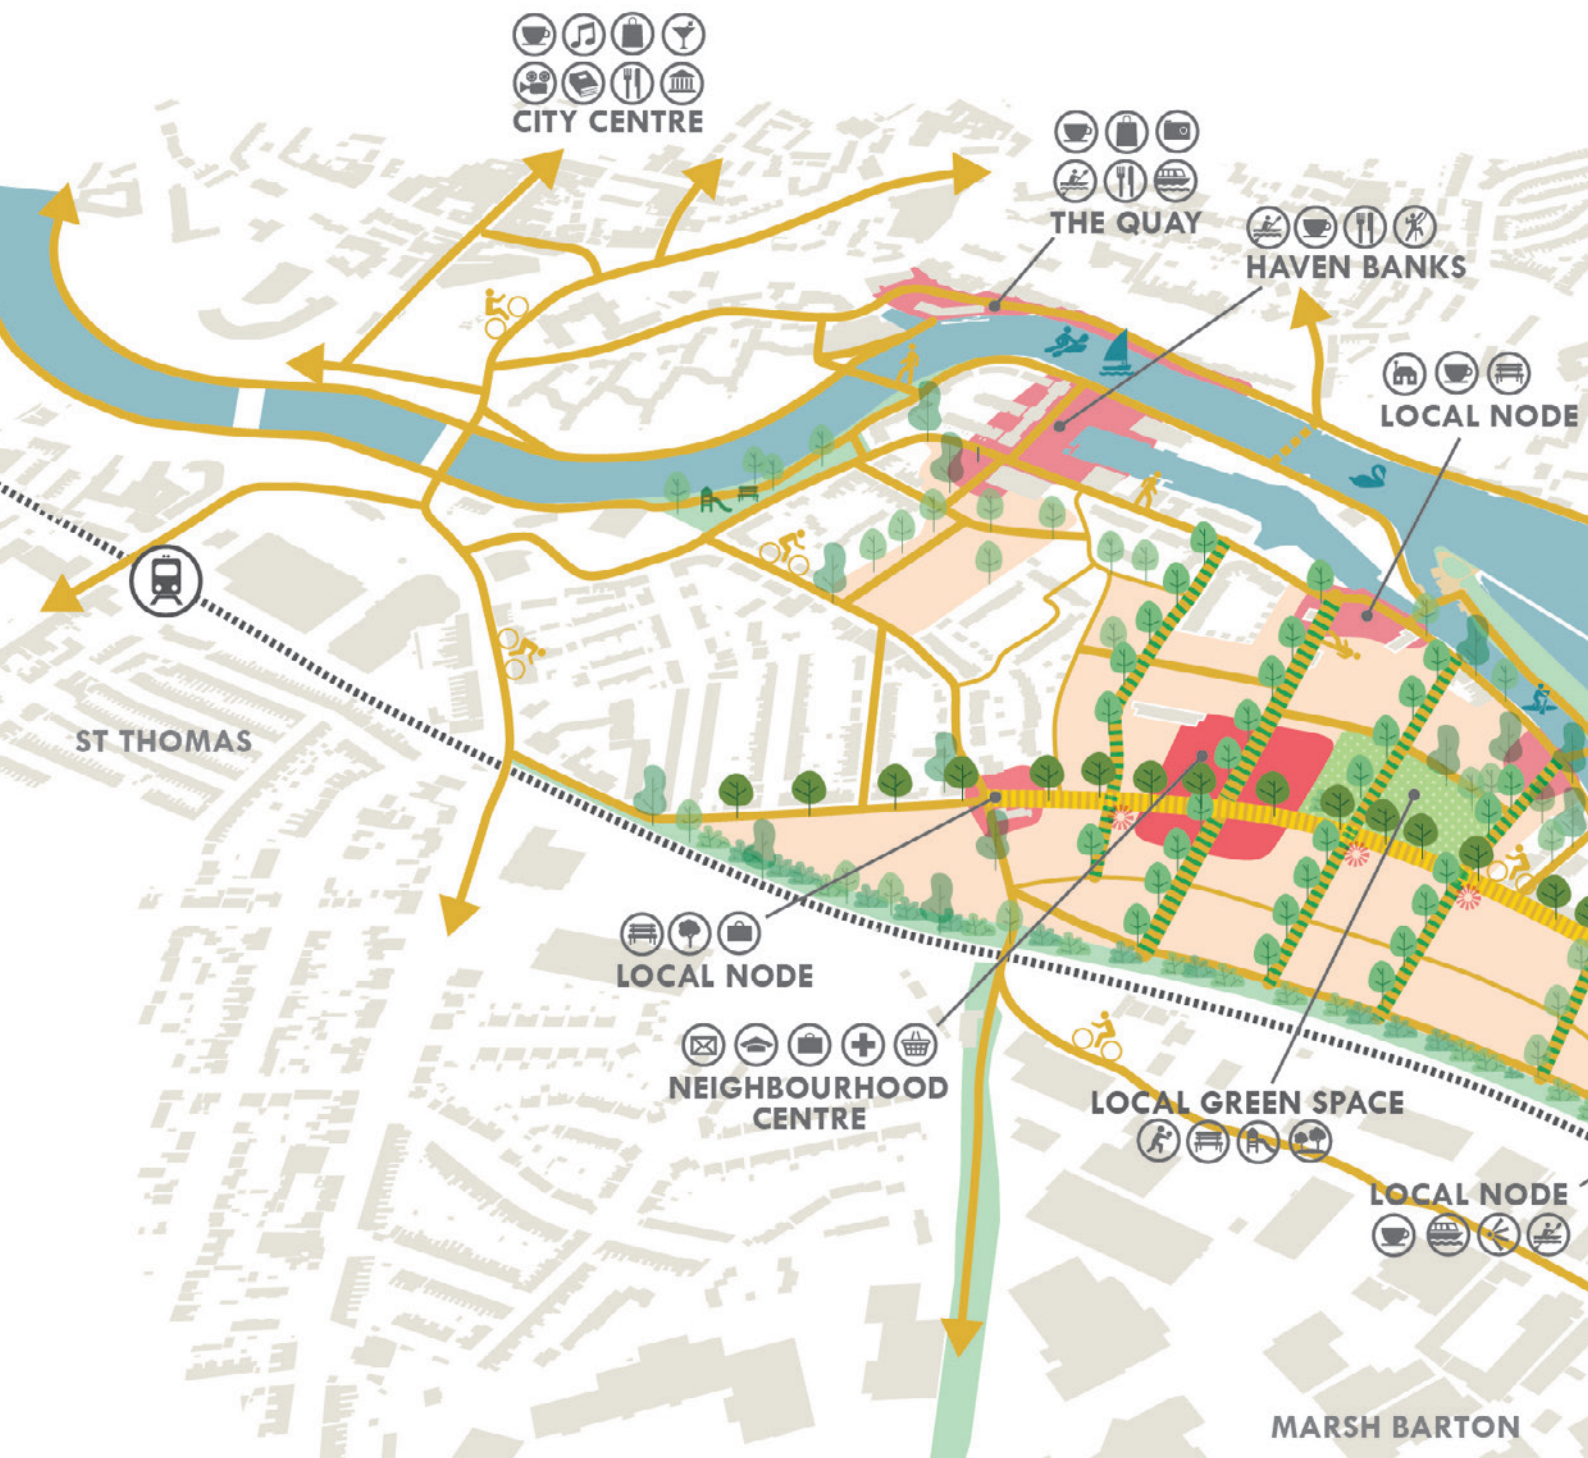 CITY CENTRE
THE QUAY
HAVEN BANKS
LOCAL NODE
ST THOMAS
LOCAL NODE
NEIGHBOURHOOD
CENTRE
LOCAL GREEN SPACE
LOCAL NODE
MARSH BARTON